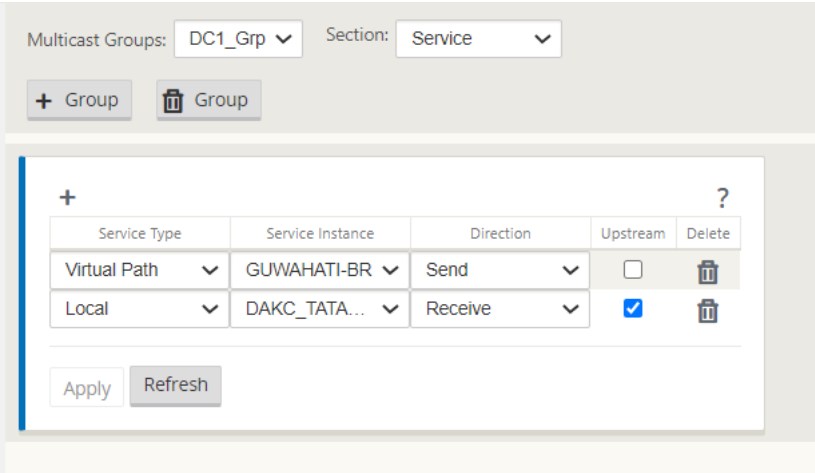 Multicast Groups: DC1_Grp Section: Service
+ Group Group
+ ?
Service Type Service Instance Direction Upstream Delete
Virtual Path GUWAHATI-BR Send
Local DAKC_TATA... Receive
Apply Refresh